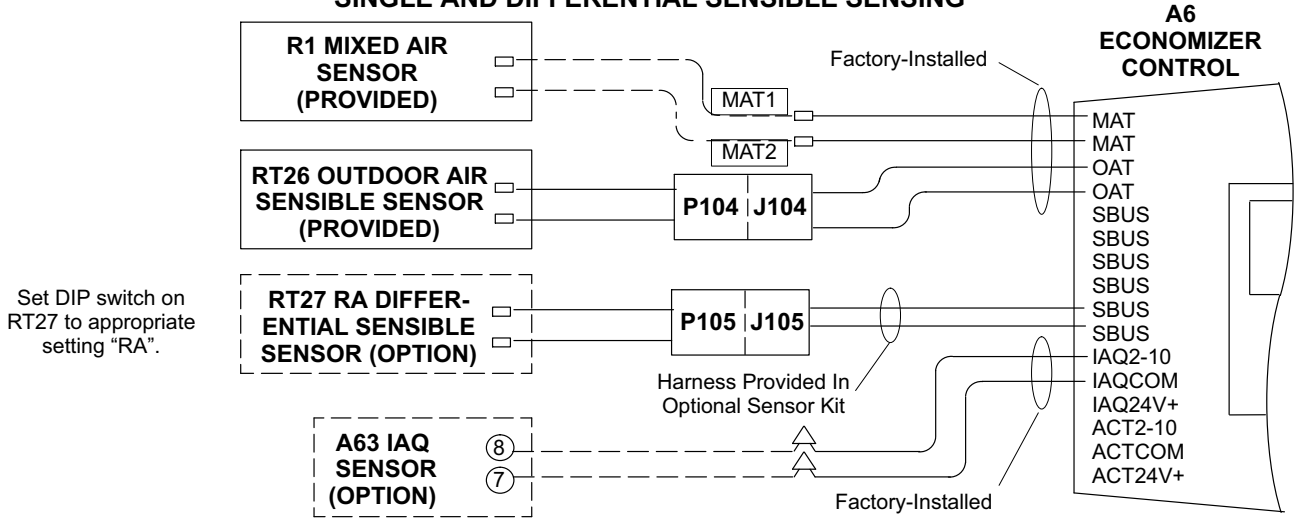 SINGLE AND DIFFERENTIAL SENSIBLE SENSING
A6
ECONOMIZER
CONTROL
R1 MIXED AIR
SENSOR
(PROVIDED)
Factory-Installed
MAT1
MAT2
RT26 OUTDOOR AIR
SENSIBLE SENSOR
(PROVIDED)
P104
J104
Set DIP switch on
RT27 to appropriate
setting “RA”.
RT27 RA DIFFER-
ENTIAL SENSIBLE
SENSOR (OPTION)
P105
J105
Harness Provided In
Optional Sensor Kit
A63 IAQ
SENSOR
(OPTION)
8
7
Factory-Installed
MAT
MAT
OAT
OAT
SBUS
SBUS
SBUS
SBUS
SBUS
SBUS
IAQ2-10
IAQCOM
IAQ24V+
ACT2-10
ACTCOM
ACT24V+